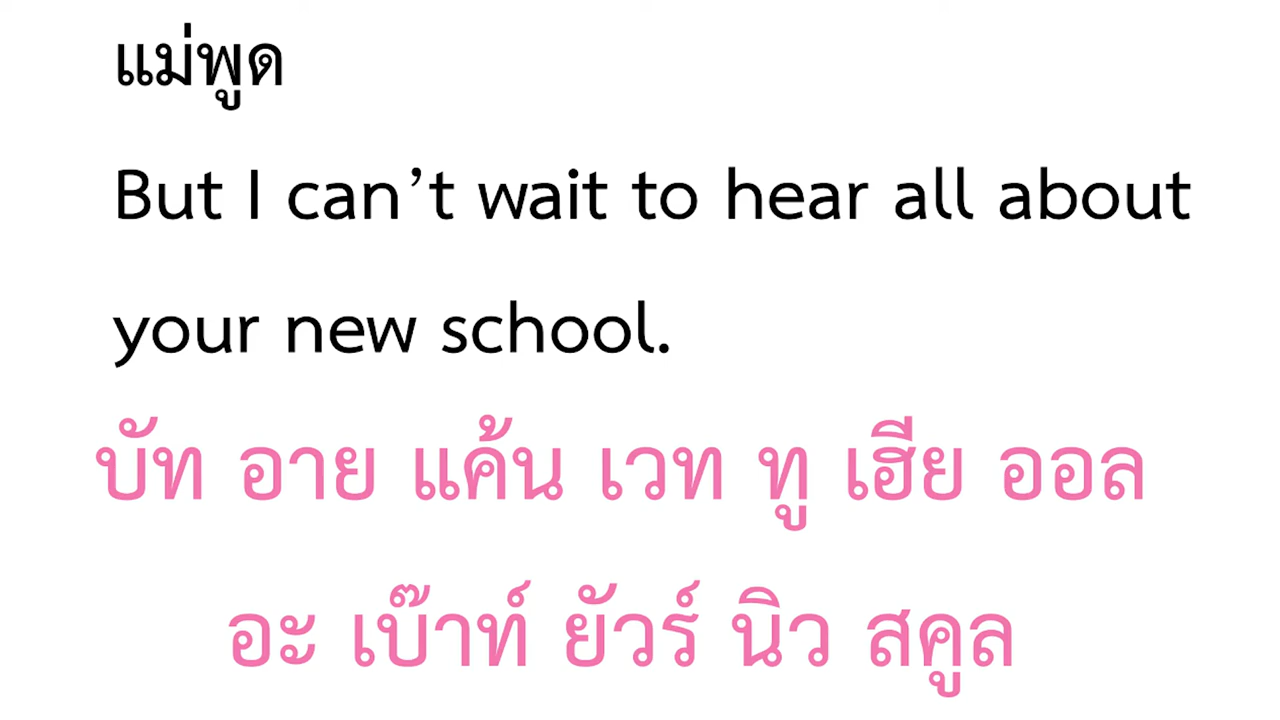 แม่พูด
But I can’t wait to hear all about
your new school.
บัท อาย แค้น เวท ทู เฮีย ออล
อะ เบ๊าท์ ยัวร์ นิว สคูล